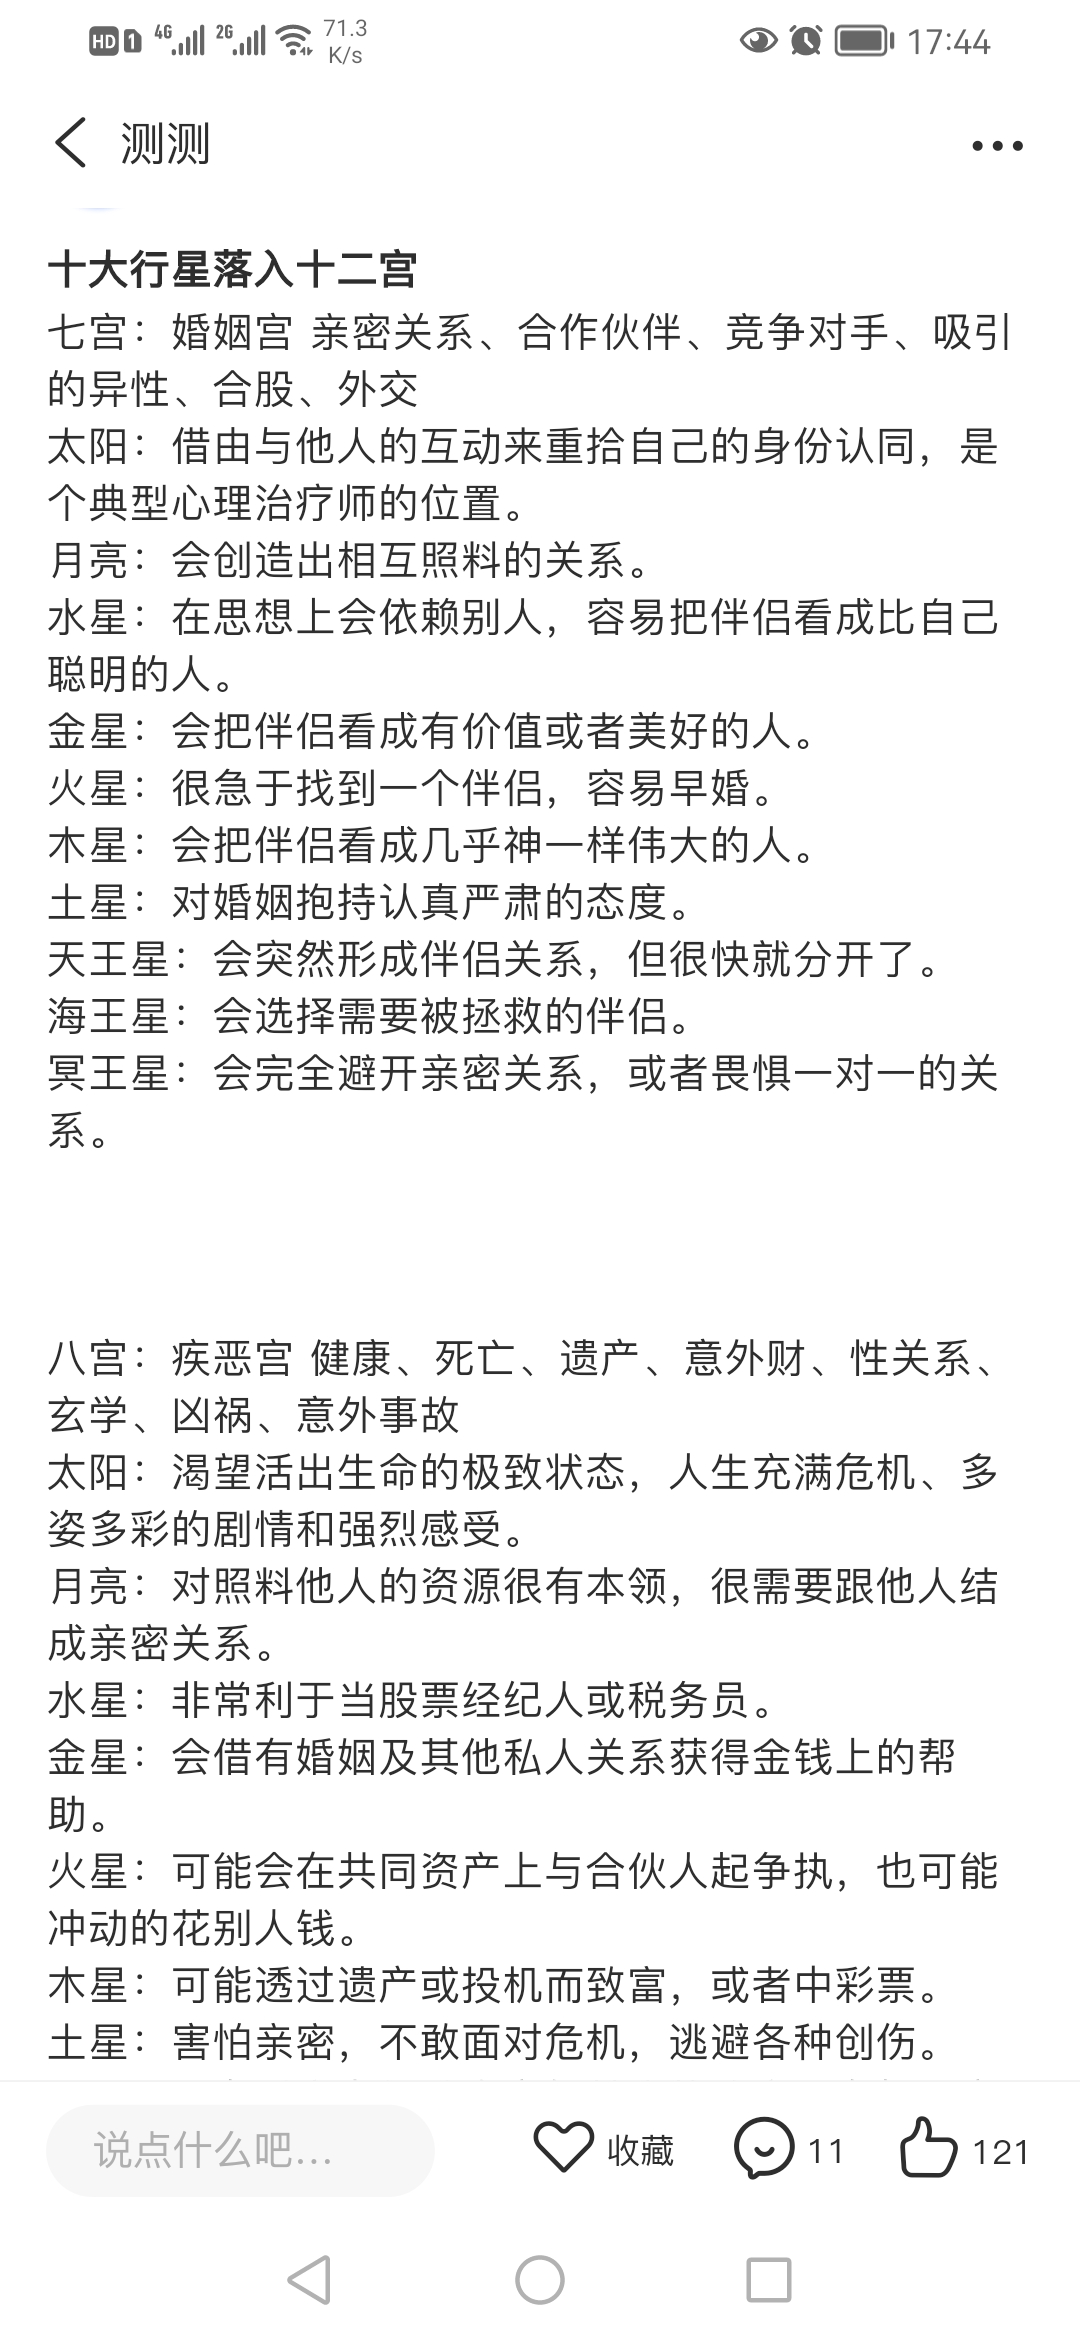 HD 1 4G 2G 71.3 K/s 17:44
测测
十大行星落入十二宫
七宫：婚姻宫 亲密关系、合作伙伴、竞争对手、吸引
的异性、合股、外交
太阳：借由与他人的互动来重拾自己的身份认同，是
个典型心理治疗师的位置。
月亮：会创造出相互照料的关系。
水星：在思想上会依赖别人，容易把伴侣看成比自己
聪明的人。
金星：会把伴侣看成有价值或者美好的人。
火星：很急于找到一个伴侣，容易早婚。
木星：会把伴侣看成几乎神一样伟大的人。
土星：对婚姻抱持认真严肃的态度。
天王星：会突然形成伴侣关系，但很快就分开了。
海王星：会选择需要被拯救的伴侣。
冥王星：会完全避开亲密关系，或者畏惧一对一的关
系。
八宫：疾恶宫 健康、死亡、遗产、意外财、性关系、
玄学、凶祸、意外事故
太阳：渴望活出生命的极致状态，人生充满危机、多
姿多彩的剧情和强烈感受。
月亮：对照料他人的资源很有本领，很需要跟他人结
成亲密关系。
水星：非常利于当股票经纪人或税务员。
金星：会借有婚姻及其他私人关系获得金钱上的帮
助。
火星：可能会在共同资产上与合伙人起争执，也可能
冲动的花别人钱。
木星：可能透过遗产或投机而致富，或者中彩票。
土星：害怕亲密，不敢面对危机，逃避各种创伤。
说点什么吧... 收藏 11 121